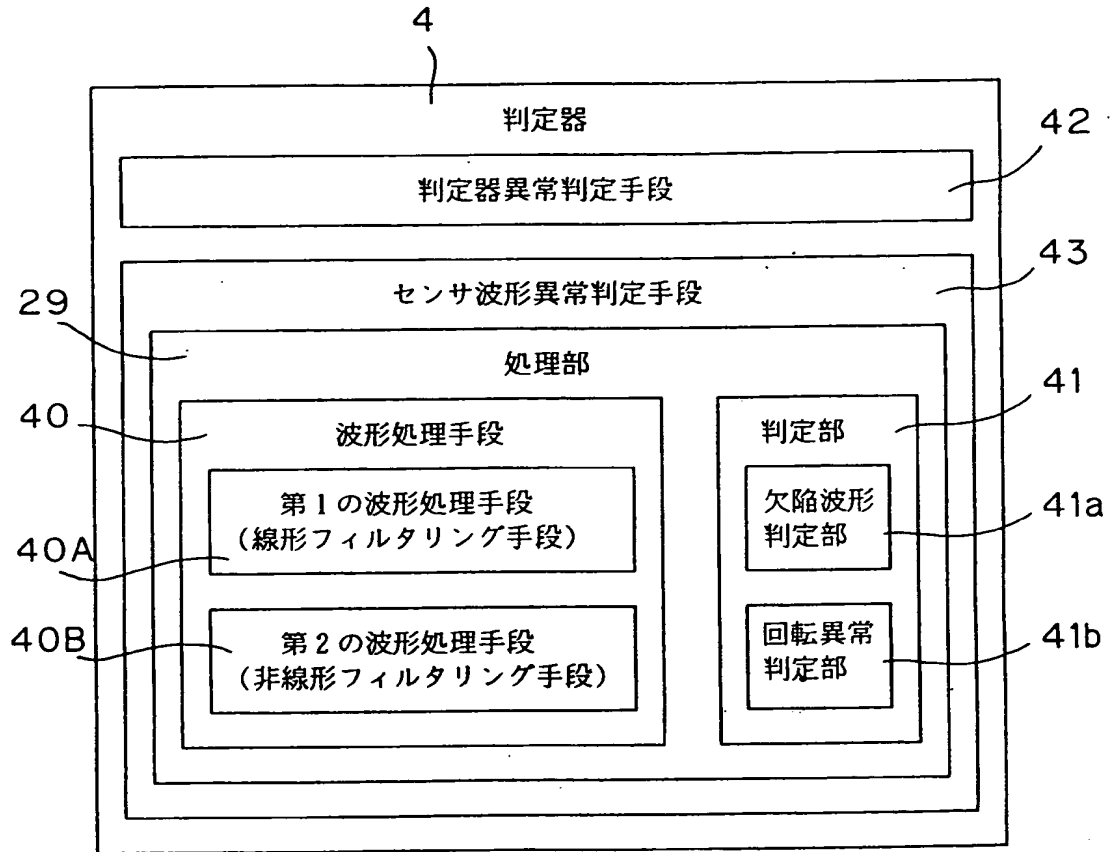 4
判定器
42
判定器異常判定手段
43
センサ波形異常判定手段
29
処理部
40
波形処理手段
41
判定部
第1の波形処理手段
(線形フィルタリング手段)
40A
欠陥波形
判定部
41a
第2の波形処理手段
(非線形フィルタリング手段)
40B
回転異常
判定部
41b